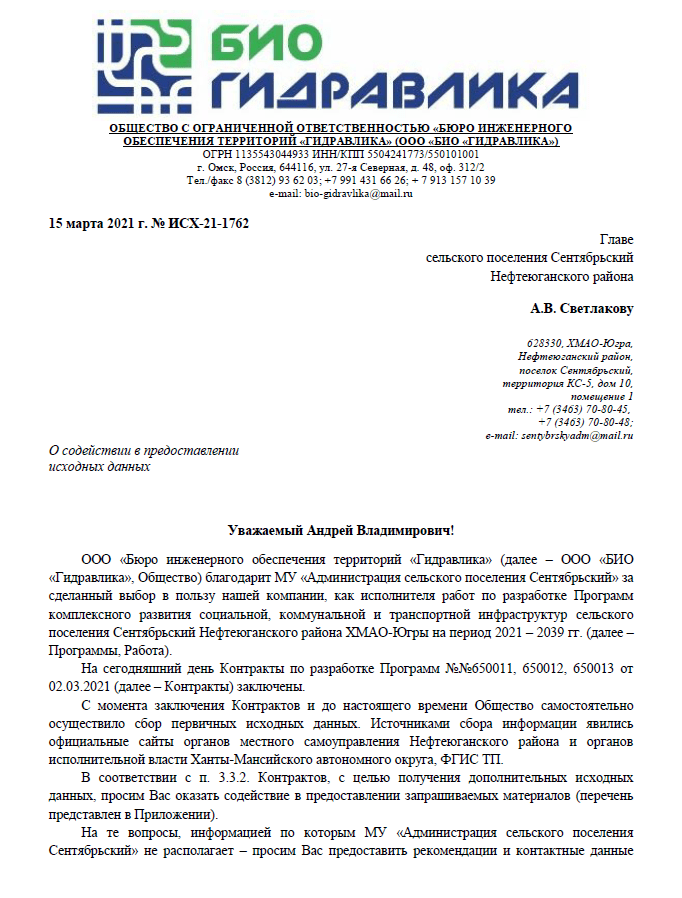 БИО
ГИДРАВЛИКА
ОБЩЕСТВО С ОГРАНИЧЕННОЙ ОТВЕТСТВЕННОСТЬЮ «БЮРО ИНЖЕНЕРНОГО
ОБЕСПЕЧЕНИЯ ТЕРРИТОРИЙ «ГИДРАВЛИКА» (ООО «БИО «ГИДРАВЛИКА»)
ОГРН 1135543044933 ИНН/КПП 5504241773/550101001
г. Омск, Россия, 644116, ул. 27-я Северная, д. 48, оф. 312/2
Тел./факс 8 (3812) 93 62 03; +7 991 431 66 26; + 7 913 157 10 39
e-mail: bio-gidravlika@mail.ru
15 марта 2021 г. № ИСХ-21-1762
Главе
сельского поселения Сентябрьский
Нефтеюганского района
А.В. Светлакову
628330, ХМАО-Югра,
Нефтеюганский район,
поселок Сентябрьский,
территория КС-5, дом 10,
помещение 1
тел.: +7 (3463) 70-80-45,
+7 (3463) 70-80-48;
e-mail: sentybrskyadm@mail.ru
О содействии в предоставлении
исходных данных
Уважаемый Андрей Владимирович!
ООО «Бюро инженерного обеспечения территорий «Гидравлика» (далее – ООО «БИО
«Гидравлика», Общество) благодарит МУ «Администрация сельского поселения Сентябрьский» за
сделанный выбор в пользу нашей компании, как исполнителя работ по разработке Программ
комплексного развития социальной, коммунальной и транспортной инфраструктур сельского
поселения Сентябрьский Нефтеюганского района ХМАО-Югры на период 2021 – 2039 гг. (далее –
Программы, Работа).
На сегодняшний день Контракты по разработке Программ №№650011, 650012, 650013 от
02.03.2021 (далее – Контракты) заключены.
С момента заключения Контрактов и до настоящего времени Общество самостоятельно
осуществило сбор первичных исходных данных. Источниками сбора информации явились
официальные сайты органов местного самоуправления Нефтеюганского района и органов
исполнительной власти Ханты-Мансийского автономного округа, ФГИС ТП.
В соответствии с п. 3.3.2. Контрактов, с целью получения дополнительных исходных
данных, просим Вас оказать содействие в предоставлении запрашиваемых материалов (перечень
представлен в Приложении).
На те вопросы, информацией по которым МУ «Администрация сельского поселения
Сентябрьский» не располагает – просим Вас предоставить рекомендации и контактные данные